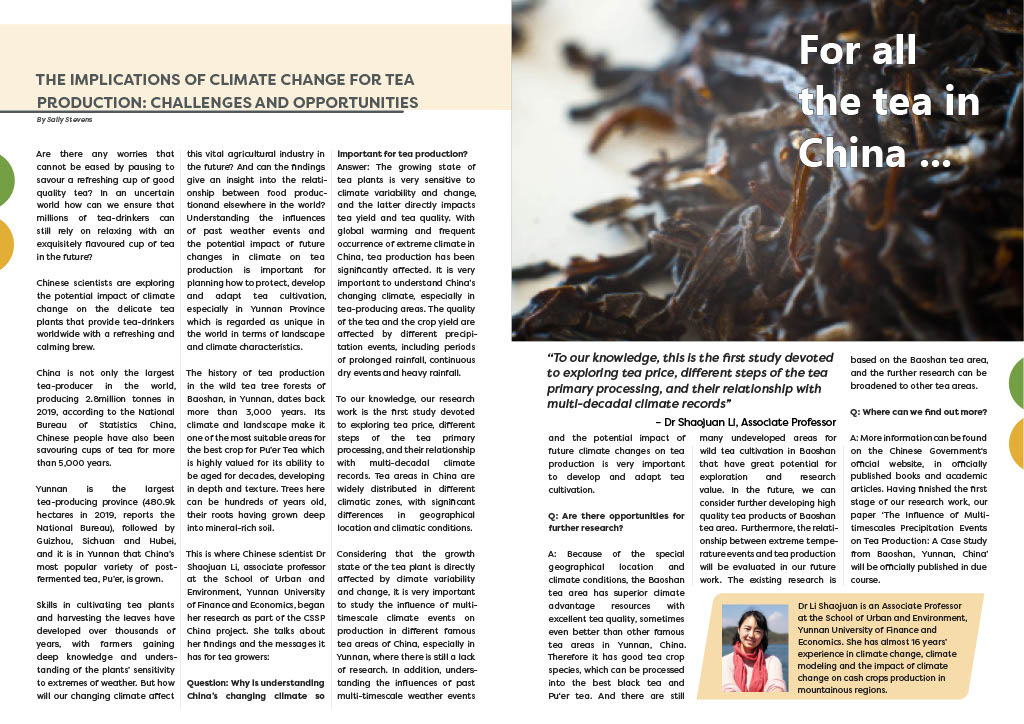 THE IMPLICATIONS OF CLIMATE CHANGE FOR TEA
PRODUCTION: CHALLENGES AND OPPORTUNITIES
By Sally Stevens
Are there any worries that
cannot be eased by pausing to
savour a refreshing cup of good
quality tea? In an uncertain
world how can we ensure that
millions of tea-drinkers can
still rely on relaxing with an
exquisitely flavoured cup of tea
in the future?
Chinese scientists are exploring
the potential impact of climate
change on the delicate tea
plants that provide tea-drinkers
worldwide with a refreshing and
calming brew.
China is not only the largest
tea-producer in the world,
producing 2.8million tonnes in
2019, according to the National
Bureau of Statistics China,
Chinese people have also been
savouring cups of tea for more
than 5,000 years.
Yunnan is the largest
tea-producing province (480.9k
hectares in 2019, reports the
National Bureau), followed by
Guizhou, Sichuan and Hubei,
and it is in Yunnan that China's
most popular variety of post-
fermented tea, Pu'er, is grown.
Skills in cultivating tea plants
and harvesting the leaves have
developed over thousands of
years, with farmers gaining
deep knowledge and unders-
tanding of the plants' sensitivity
to extremes of weather. But how
will our changing climate affect
this vital agricultural industry in
the future? And can the findings
give an insight into the relati-
onship between food produc-
tionand elsewhere in the world?
Understanding the influences
of past weather events and
the potential impact of future
changes in climate on tea
production is important for
planning how to protect, develop
and adapt tea cultivation,
especially in Yunnan Province
which is regarded as unique in
the world in terms of landscape
and climate characteristics.
The history of tea production
in the wild tea tree forests of
Baoshan, in Yunnan, dates back
more than 3,000 years. Its
climate and landscape make it
one of the most suitable areas for
the best crop for Pu'er Tea which
is highly valued for its ability to
be aged for decades, developing
in depth and texture. Trees here
can be hundreds of years old,
their roots having grown deep
into mineral-rich soil.
This is where Chinese scientist Dr
Shaojuan Li, associate professor
at the School of Urban and
Environment, Yunnan University
of Finance and Economics, began
her research as part of the CSSP
China project. She talks about
her findings and the messages it
has for tea growers:
Question: Why is understanding
China's changing climate so
important for tea production?
Answer: The growing state of
tea plants is very sensitive to
climate variability and change,
and the latter directly impacts
tea yield and tea quality. With
global warming and frequent
occurrence of extreme climate in
China, tea production has been
significantly affected. It is very
important to understand China's
changing climate, especially in
tea-producing areas. The quality
of the tea and the crop yield are
affected by different precipi-
tation events, including periods
of prolonged rainfall, continuous
dry events and heavy rainfall.
To our knowledge, our research
work is the first study devoted
to exploring tea price, different
steps of the tea primary
processing, and their relationship
with multi-decadal climate
records. Tea areas in China are
widely distributed in different
climatic zones, with significant
differences in geographical
location and climatic conditions.
Considering that the growth
state of the tea plant is directly
affected by climate variability
and change, it is very important
to study the influence of multi-
timescale climate events on
production in different famous
tea areas of China, especially in
Yunnan, where there is still a lack
of research. In addition, unders-
tanding the influences of past
multi-timescale weather events
For all
the tea in
China ...
“To our knowledge, this is the first study devoted
to exploring tea price, different steps of the tea
primary processing, and their relationship with
multi-decadal climate records”
– Dr Shaojuan Li, Associate Professor
and the potential impact of
future climate changes on tea
production is very important
to develop and adapt tea
cultivation.
Q: Are there opportunities for
further research?
A: Because of the special
geographical location and
climate conditions, the Baoshan
tea area has superior climate
advantage resources with
excellent tea quality, sometimes
even better than other famous
tea areas in Yunnan, China.
Therefore it has good tea crop
species, which can be processed
into the best black tea and
Pu'er tea. And there are still
many undeveloped areas for
wild tea cultivation in Baoshan
that have great potential for
exploration and research
value. In the future, we can
consider further developing high
quality tea products of Baoshan
tea area. Furthermore, the relati-
onship between extreme tempe-
rature events and tea production
will be evaluated in our future
work. The existing research is
based on the Baoshan tea area,
and the further research can be
broadened to other tea areas.
Q: Where can we find out more?
A: More information can be found
on the Chinese Government's
official website, in officially
published books and academic
articles. Having finished the first
stage of our research work, our
paper 'The Influence of Multi-
timescales Precipitation Events
on Tea Production: A Case Study
from Baoshan, Yunnan, China'
will be officially published in due
course.
Dr Li Shaojuan is an Associate Professor
at the School of Urban and Environment,
Yunnan University of Finance and
Economics. She has almost 16 years'
experience in climate change, climate
modeling and the impact of climate
change on cash crops production in
mountainous regions.